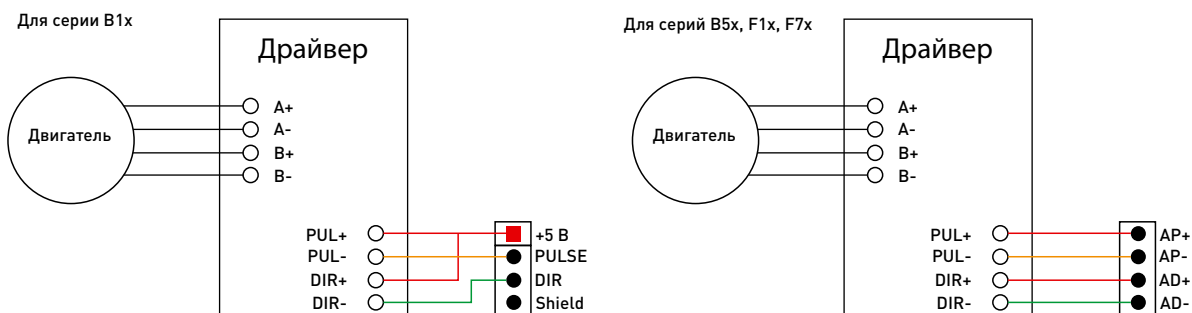 Для серии B1x
Драйвер
Двигатель
A+
A-
B+
B-
PUL+
PUL-
DIR+
DIR-
+5 В
PULSE
DIR
Shield
Для серий B5x, F1x, F7x
Драйвер
Двигатель
A+
A-
B+
B-
PUL+
PUL-
DIR+
DIR-
AP+
AP-
AD+
AD-